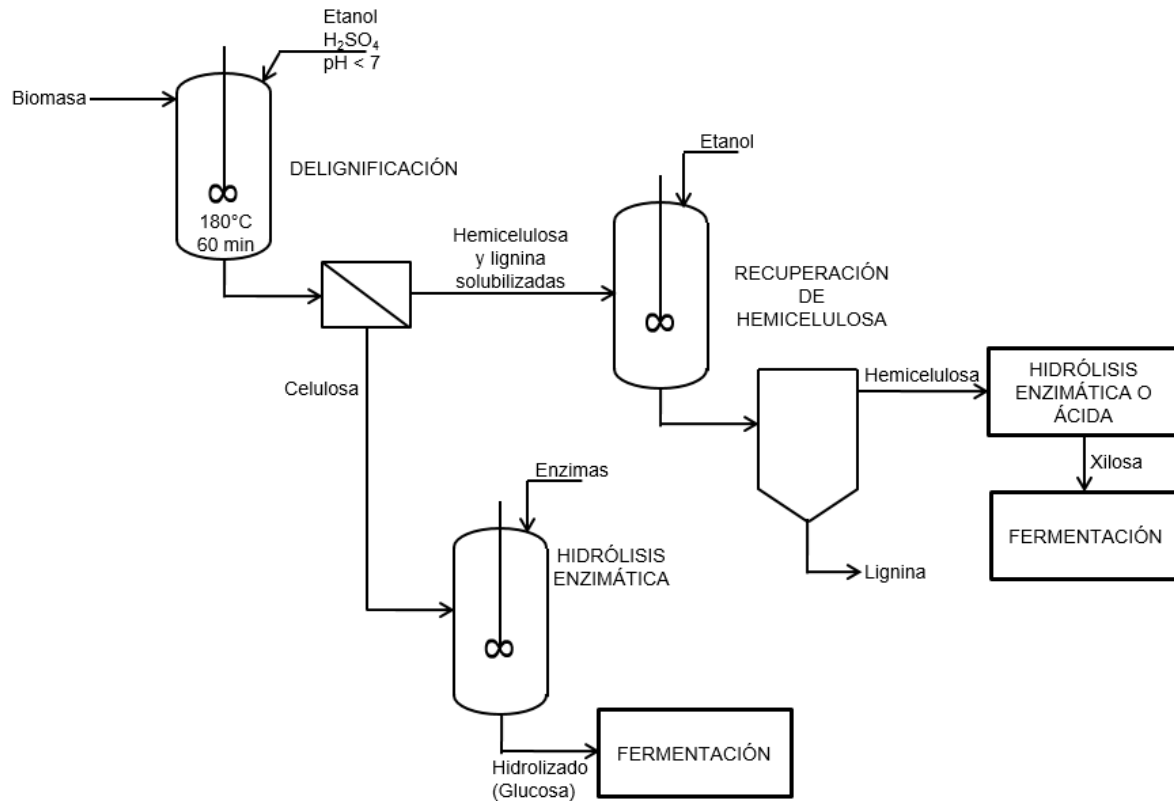 Etanol
H₂SO₄
pH < 7
Biomasa
DELIGNIFICACIÓN
180°C
60 min
Etanol
Hemicelulosa
y lignina
solubilizadas
RECUPERACIÓN
DE
HEMICELULOSA
Celulosa
Hemicelulosa
HIDRÓLISIS
ENZIMÁTICA O
ÁCIDA
Xilosa
FERMENTACIÓN
Lignina
Enzimas
HIDRÓLISIS
ENZIMÁTICA
Hidrolizado
(Glucosa)
FERMENTACIÓN